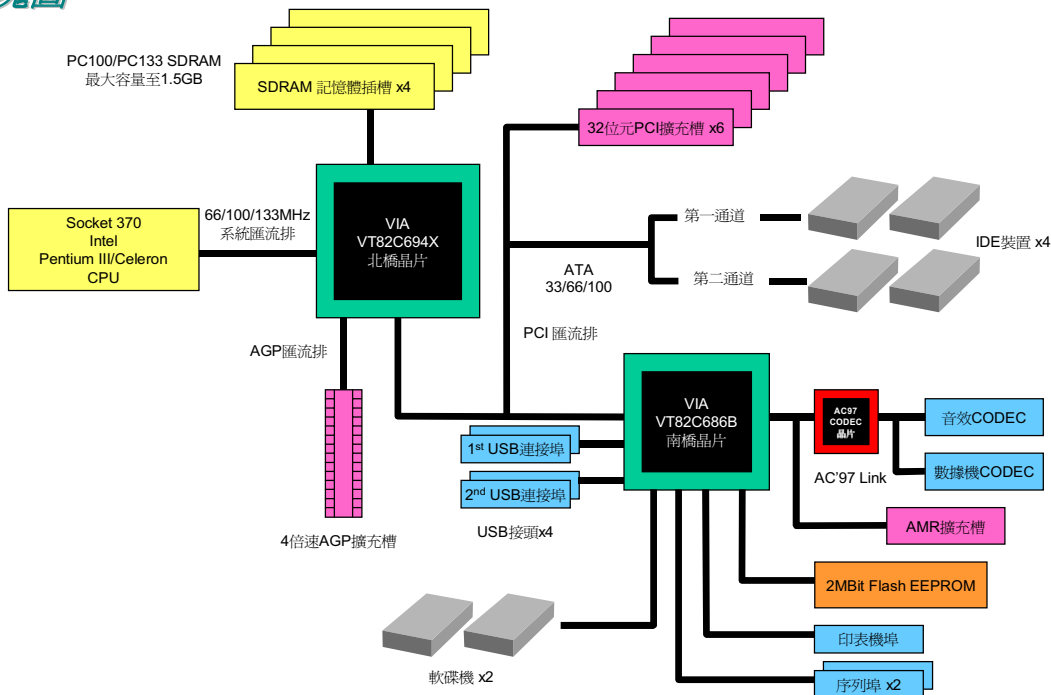 PC100/PC133 SDRAM
最大容量至1.5GB
SDRAM 記憶體插槽 x4
32位元PCI擴充槽 x6
Socket 370
Intel
Pentium III/Celeron
CPU
66/100/133MHz
系統匯流排
VIA
VT82C694X
北橋晶片
第一通道
第二通道
IDE裝置 x4
ATA
33/66/100
PCI 匯流排
AGP匯流排
4倍速AGP擴充槽
VIA
VT82C686B
南橋晶片
AC97
CODEC
晶片
AC'97 Link
音效CODEC
數據機CODEC
AMR擴充槽
1st USB連接埠
2nd USB連接埠
USB接頭x4
2MBit Flash EEPROM
軟碟機 x2
印表機埠
序列埠 x2